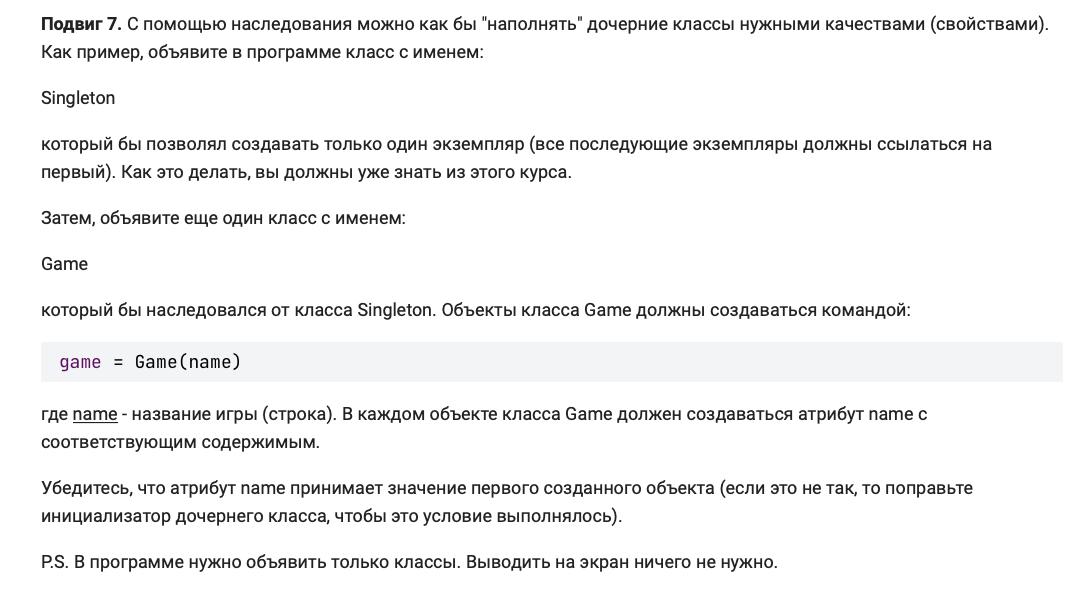 Подвиг 7. С помощью наследования можно как бы "наполнять" дочерние классы нужными качествами (свойствами).
Как пример, объявите в программе класс с именем:
Singleton
который бы позволял создавать только один экземпляр (все последующие экземпляры должны ссылаться на
первый). Как это делать, вы должны уже знать из этого курса.
Затем, объявите еще один класс с именем:
Game
который бы наследовался от класса Singleton. Объекты класса Game должны создаваться командой:
game = Game(name)
где name - название игры (строка). В каждом объекте класса Game должен создаваться атрибут name с
соответствующим содержимым.
Убедитесь, что атрибут name принимает значение первого созданного объекта (если это не так, то поправьте
инициализатор дочернего класса, чтобы это условие выполнялось).
P.S. В программе нужно объявить только классы. Выводить на экран ничего не нужно.